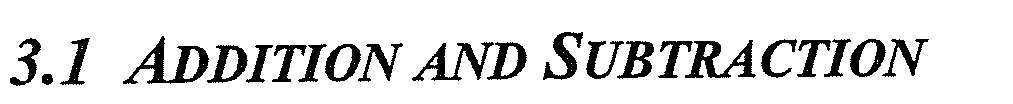 3.1 ADDITION AND SUBTRACTION